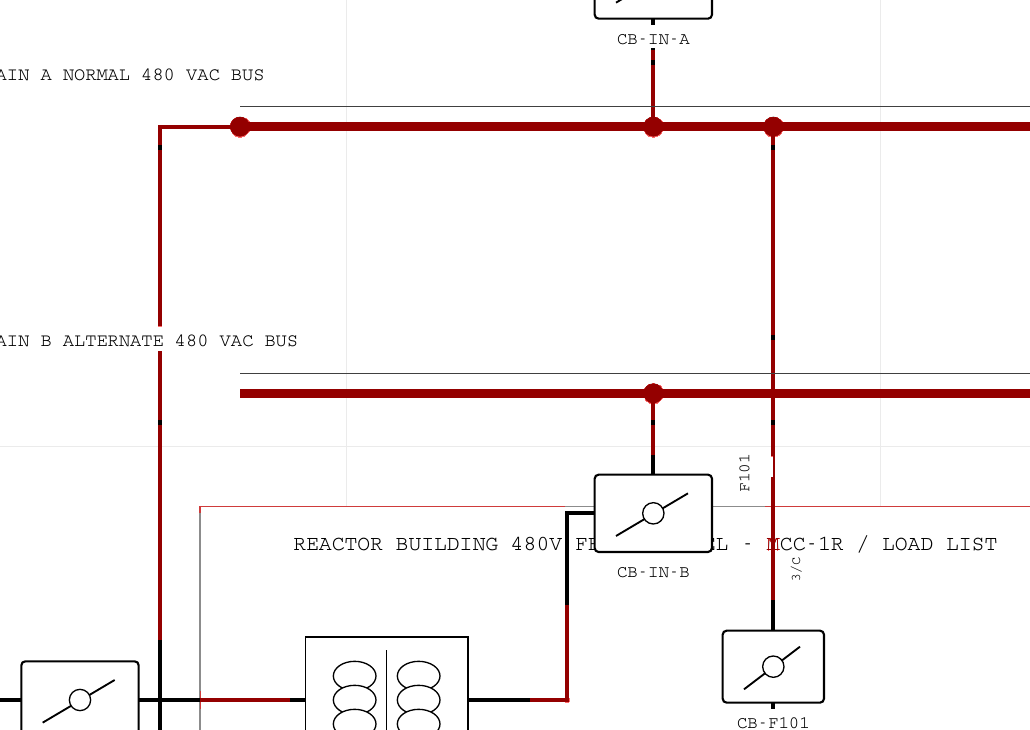 CB-IN-A
AIN A NORMAL 480 VAC BUS
AIN B ALTERNATE 480 VAC BUS
F101
REACTOR BUILDING 480V - MCC-1R / LOAD LIST
CB-IN-B
3/C
CB-F101